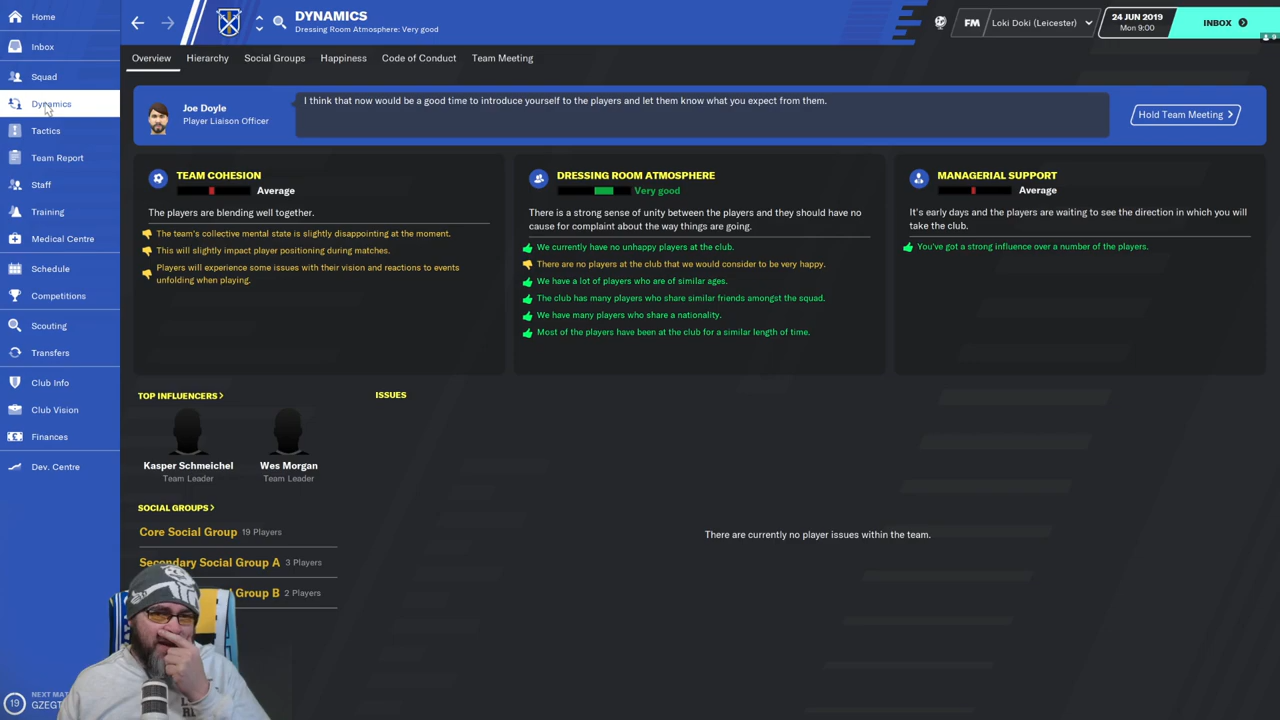 Home
Inbox
Squad
Dynamics
Tactics
Team Report
Staff
Training
Medical Centre
Schedule
Competitions
Scouting
Transfers
Club Info
Club Vision
Finances
Dev. Centre
19
NEXT MAT
GZEGT
DYNAMICS
Dressing Room Atmosphere: Very good
FM
Loki Doki (Leicester)
24 JUN 2019
Mon 9:00
INBOX
9
Overview
Hierarchy
Social Groups
Happiness
Code of Conduct
Team Meeting
Joe Doyle
Player Liaison Officer
I think that now would be a good time to introduce yourself to the players and let them know what you expect from them.
Hold Team Meeting
TEAM COHESION
Average
The players are blending well together.
The team's collective mental state is slightly disappointing at the moment.
This will slightly impact player positioning during matches.
Players will experience some issues with their vision and reactions to events
unfolding when playing.
DRESSING ROOM ATMOSPHERE
Very good
There is a strong sense of unity between the players and they should have no
cause for complaint about the way things are going.
We currently have no unhappy players at the club.
There are no players at the club that we would consider to be very happy.
We have a lot of players who are of similar ages.
The club has many players who share similar friends amongst the squad.
We have many players who share a nationality.
Most of the players have been at the club for a similar length of time.
MANAGERIAL SUPPORT
Average
It's early days and the players are waiting to see the direction in which you will
take the club.
You've got a strong influence over a number of the players.
TOP INFLUENCERS
Kasper Schmeichel
Team Leader
Wes Morgan
Team Leader
ISSUES
There are currently no player issues within the team.
SOCIAL GROUPS
Core Social Group 19 Players
Secondary Social Group A 3 Players
l Group B 2 Players